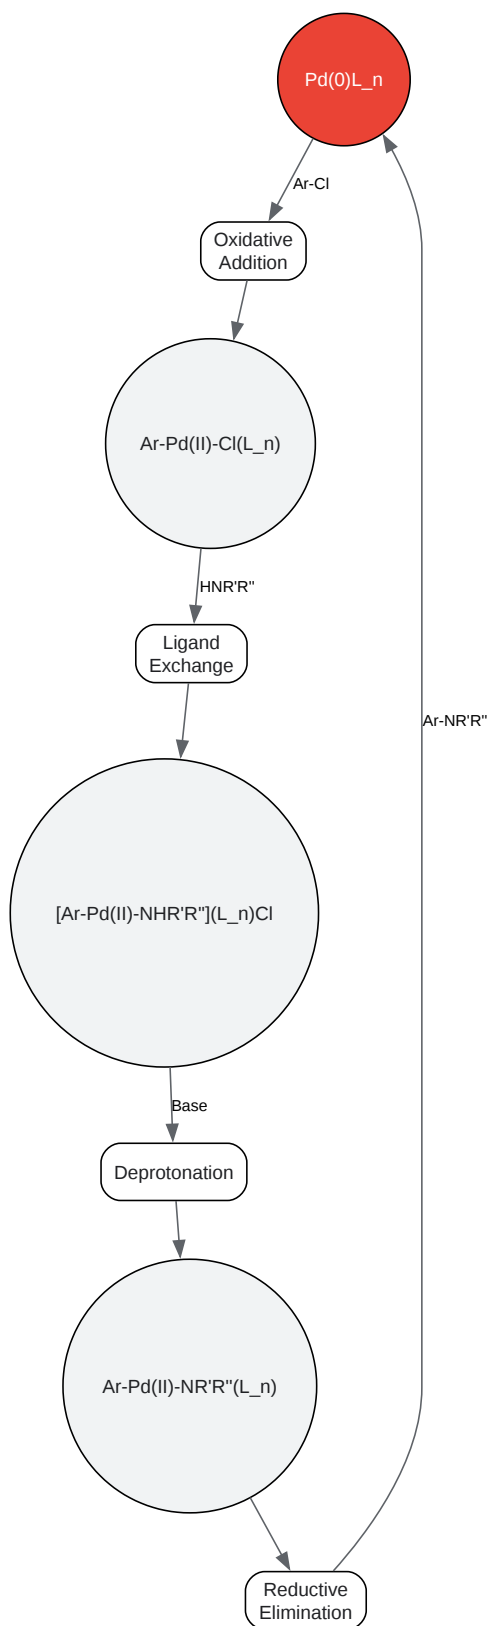 Pd(0)L_n
Ar-Cl
Oxidative
Addition
Ar-Pd(II)-Cl(L_n)
HNR'R"
Ligand
Exchange
Ar-NR'R"
[Ar-Pd(II)-NHR'R"](L_n)Cl
Base
Deprotonation
Ar-Pd(II)-NR'R"(L_n)
Reductive
Elimination